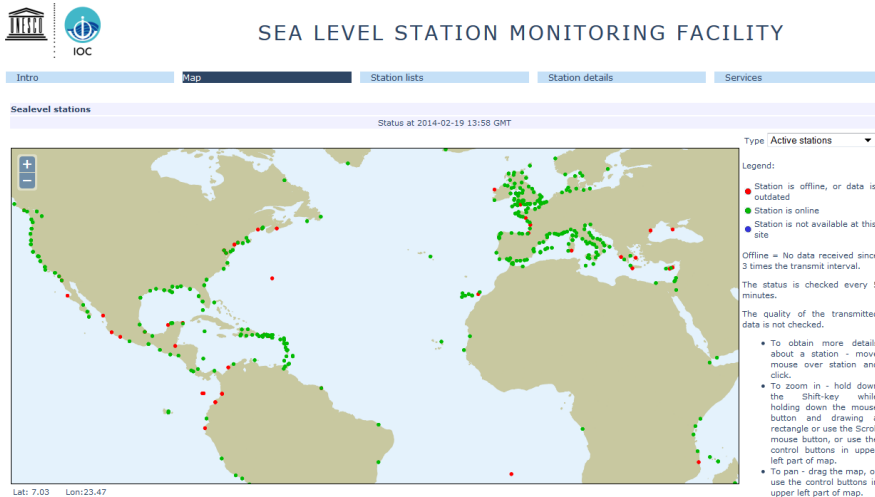 UNESCO
IOC
SEA LEVEL STATION MONITORING FACILITY
Intro Map Station lists Station details Services
Sealevel stations
Status at 2014-02-19 13:58 GMT
Type Active stations
+
−
Legend:
Station is offline, or data is
outdated
Station is online
Station is not available at this
site
Offline = No data received since
3 times the transmit interval.
The status is checked every 5
minutes.
The quality of the transmitted
data is not checked.
• To obtain more details
about a station - move
mouse over station and
click.
• To zoom in - hold down
the Shift-key while
holding down the mouse
button and drawing a
rectangle or use the Scroll
mouse button, or use the
control buttons in upper
left part of map.
• To pan - drag the map, or
use the control buttons in
upper left part of map.
Lat: 7.03 Lon:23.47